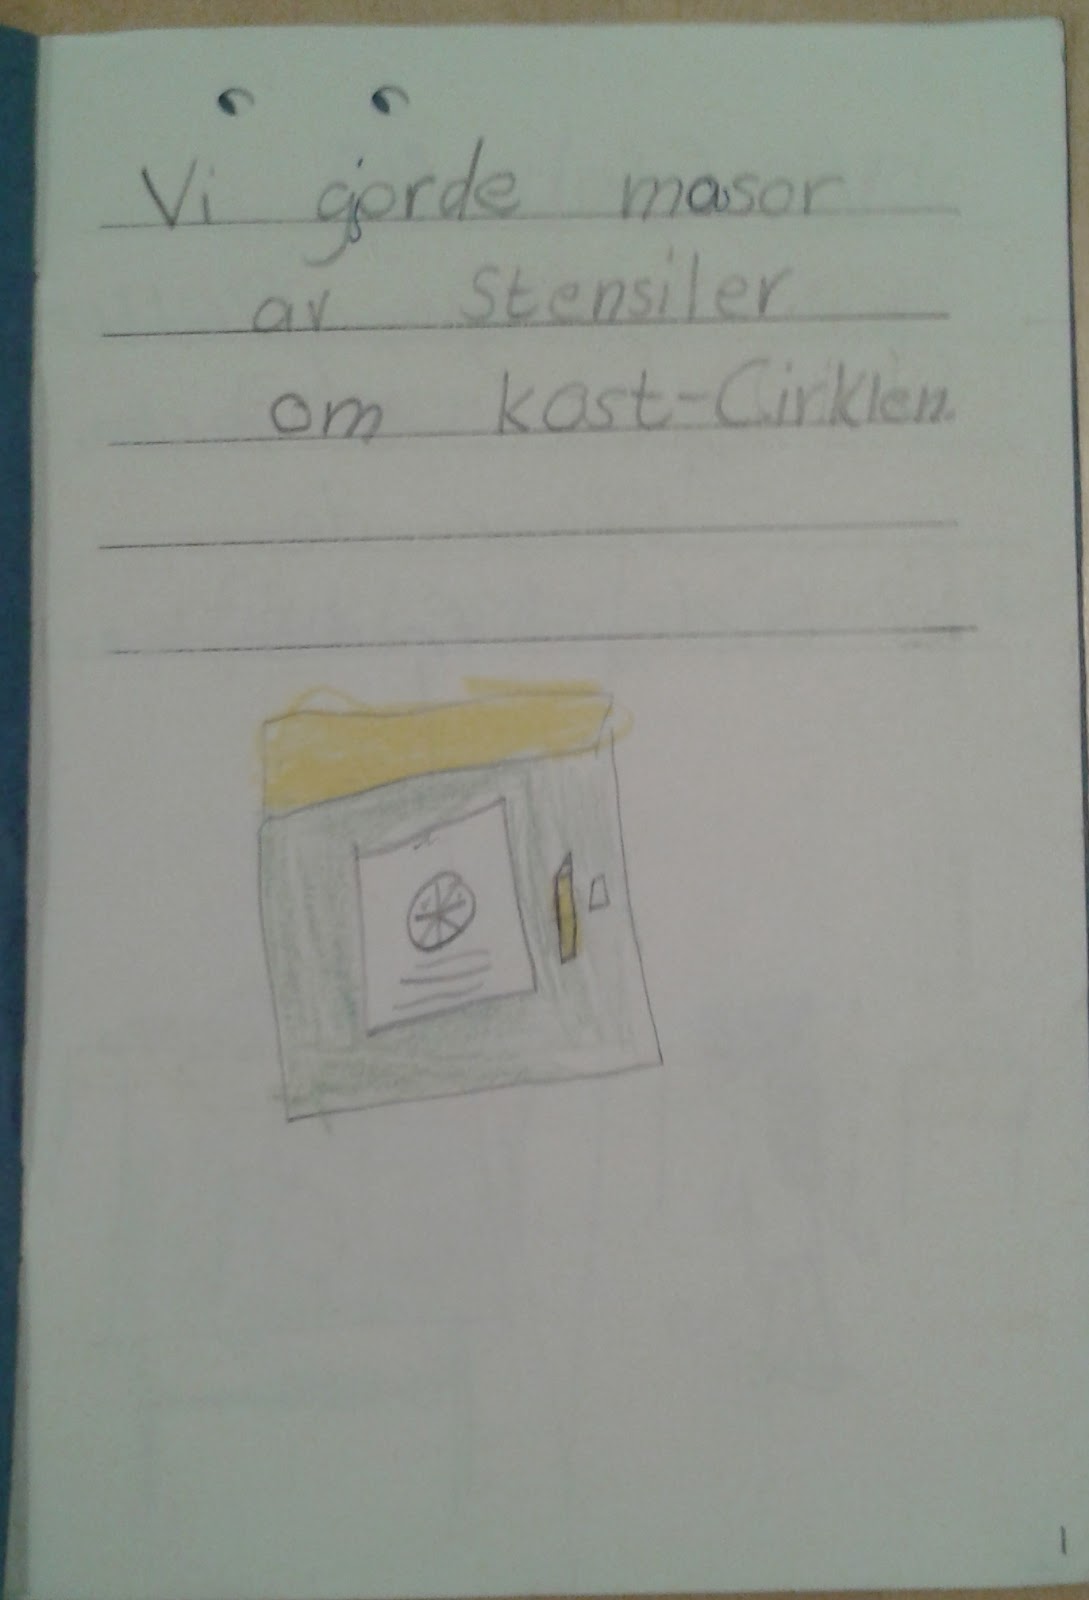 Vi gjorde masor
av Stensiler
om kost-Cirklen.
1